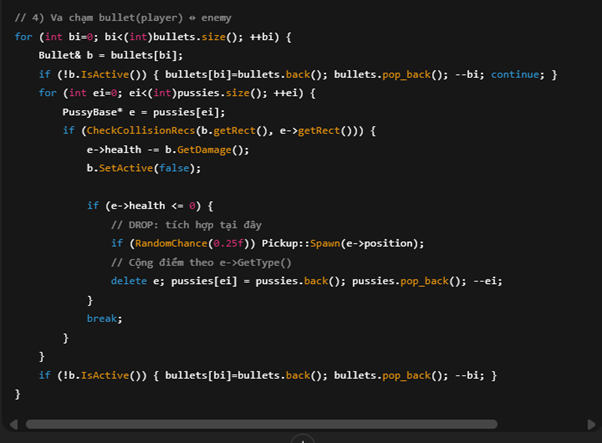 // 4) Va chạm bullet(player) ↔ enemy
for (int bi=0; bi<(int)bullets.size(); ++bi) {
    Bullet& b = bullets[bi];
    if (!b.IsActive()) { bullets[bi]=bullets.back(); bullets.pop_back(); --bi; continue; }
    for (int ei=0; ei<(int)pussies.size(); ++ei) {
        PussyBase* e = pussies[ei];
        if (CheckCollisionRecs(b.getRect(), e->getRect())) {
            e->health -= b.GetDamage();
            b.SetActive(false);
            if (e->health <= 0) {
                // DROP: tích hợp tại đây
                if (RandomChance(0.25f)) Pickup::Spawn(e->position);
                // Cộng điểm theo e->GetType()
                delete e; pussies[ei] = pussies.back(); pussies.pop_back(); --ei;
            }
            break;
        }
    }
    if (!b.IsActive()) { bullets[bi]=bullets.back(); bullets.pop_back(); --bi; }
}